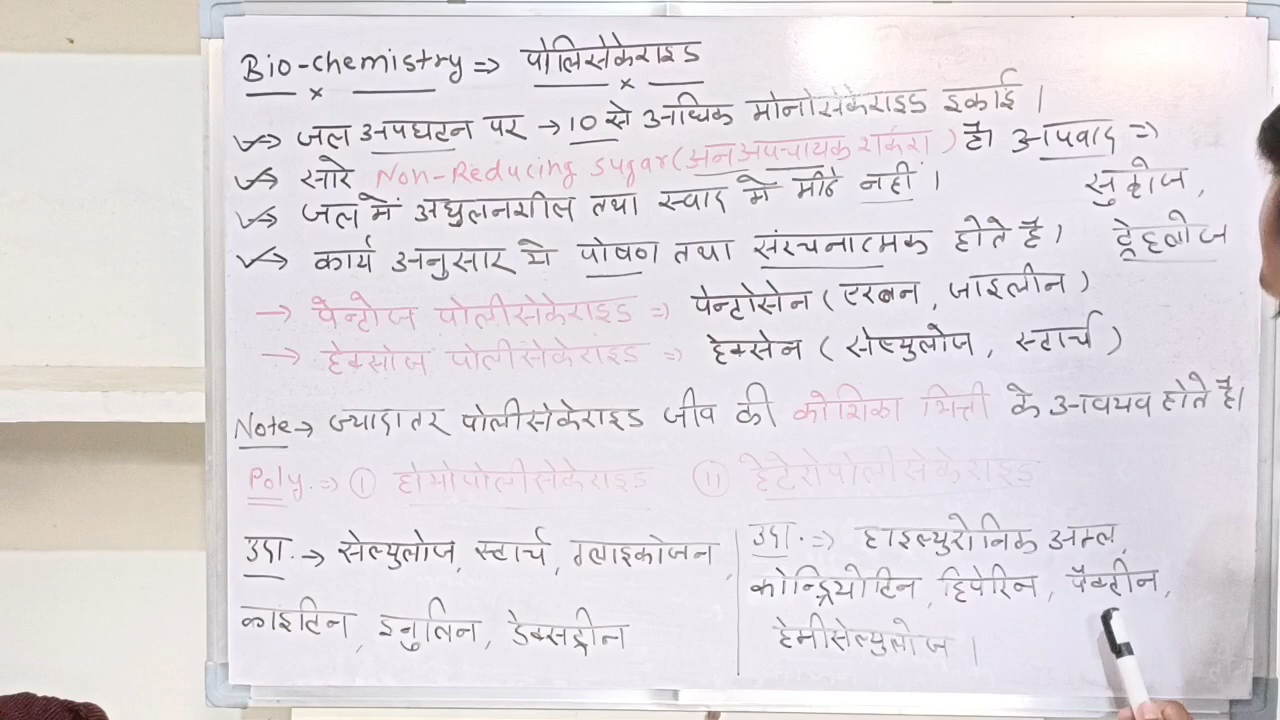 Bio-chemistry => पोलिसेकेराइड
जल अपघटन पर → 10 से अधिक मोनोसेकेराइड इकाई।
सारे Non-Reducing sugar (अनअपचायक शर्करा) है। अपवाद =>
सुक्रोज,
जल में अघुलनशील तथा स्वाद में मीठे नहीं।
ट्रेहलोज
कार्य अनुसार ये पोषण तथा संरचनात्मक होते है।
→ पेन्टोज पोलीसेकेराइड => पेन्टोसेन (एरबन, जाइलीन)
→ हेक्सोज पोलीसेकेराइड => हेक्सेन (सेल्युलोज, स्टार्च)
Note → ज्यादातर पोलीसेकेराइड जीव की कोशिका भित्ती के अवयव होते है।
Poly. => ① होमोपोलीसेकेराइड ⑪ हेटेरोपोलीसेकेराइड
उदा. → सेल्युलोज, स्टार्च, ग्लाइकोजन,
काइटिन, इनुलिन, डेक्सट्रीन
उदा. => हाइल्युरोनिक अम्ल,
कोन्ड्रियोटिन, हिपेरिन, पेक्टीन,
हेमीसेल्युलोज।